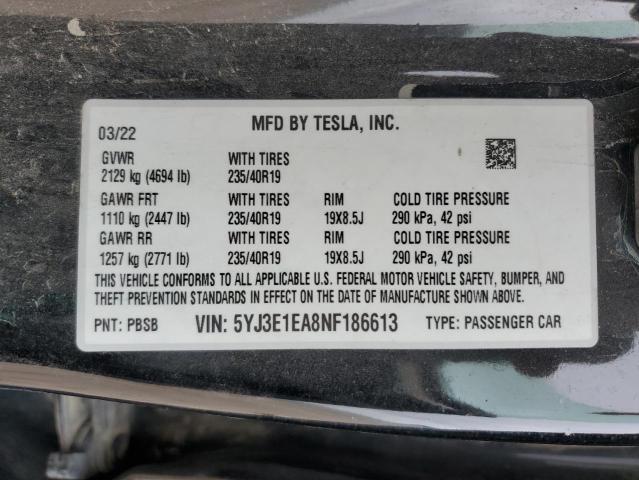 MFD BY TESLA, INC.
03/22
GVWR WITH TIRES
2129 kg (4694 lb) 235/40R19
GAWR FRT WITH TIRES RIM COLD TIRE PRESSURE
1110 kg (2447 lb) 235/40R19 19X8.5J 290 kPa, 42 psi
GAWR RR WITH TIRES RIM COLD TIRE PRESSURE
1257 kg (2771 lb) 235/40R19 19X8.5J 290 kPa, 42 psi
THIS VEHICLE CONFORMS TO ALL APPLICABLE U.S. FEDERAL MOTOR VEHICLE SAFETY, BUMPER, AND
THEFT PREVENTION STANDARDS IN EFFECT ON THE DATE OF MANUFACTURE SHOWN ABOVE.
PNT: PBSB VIN: 5YJ3E1EA8NF186613 TYPE: PASSENGER CAR